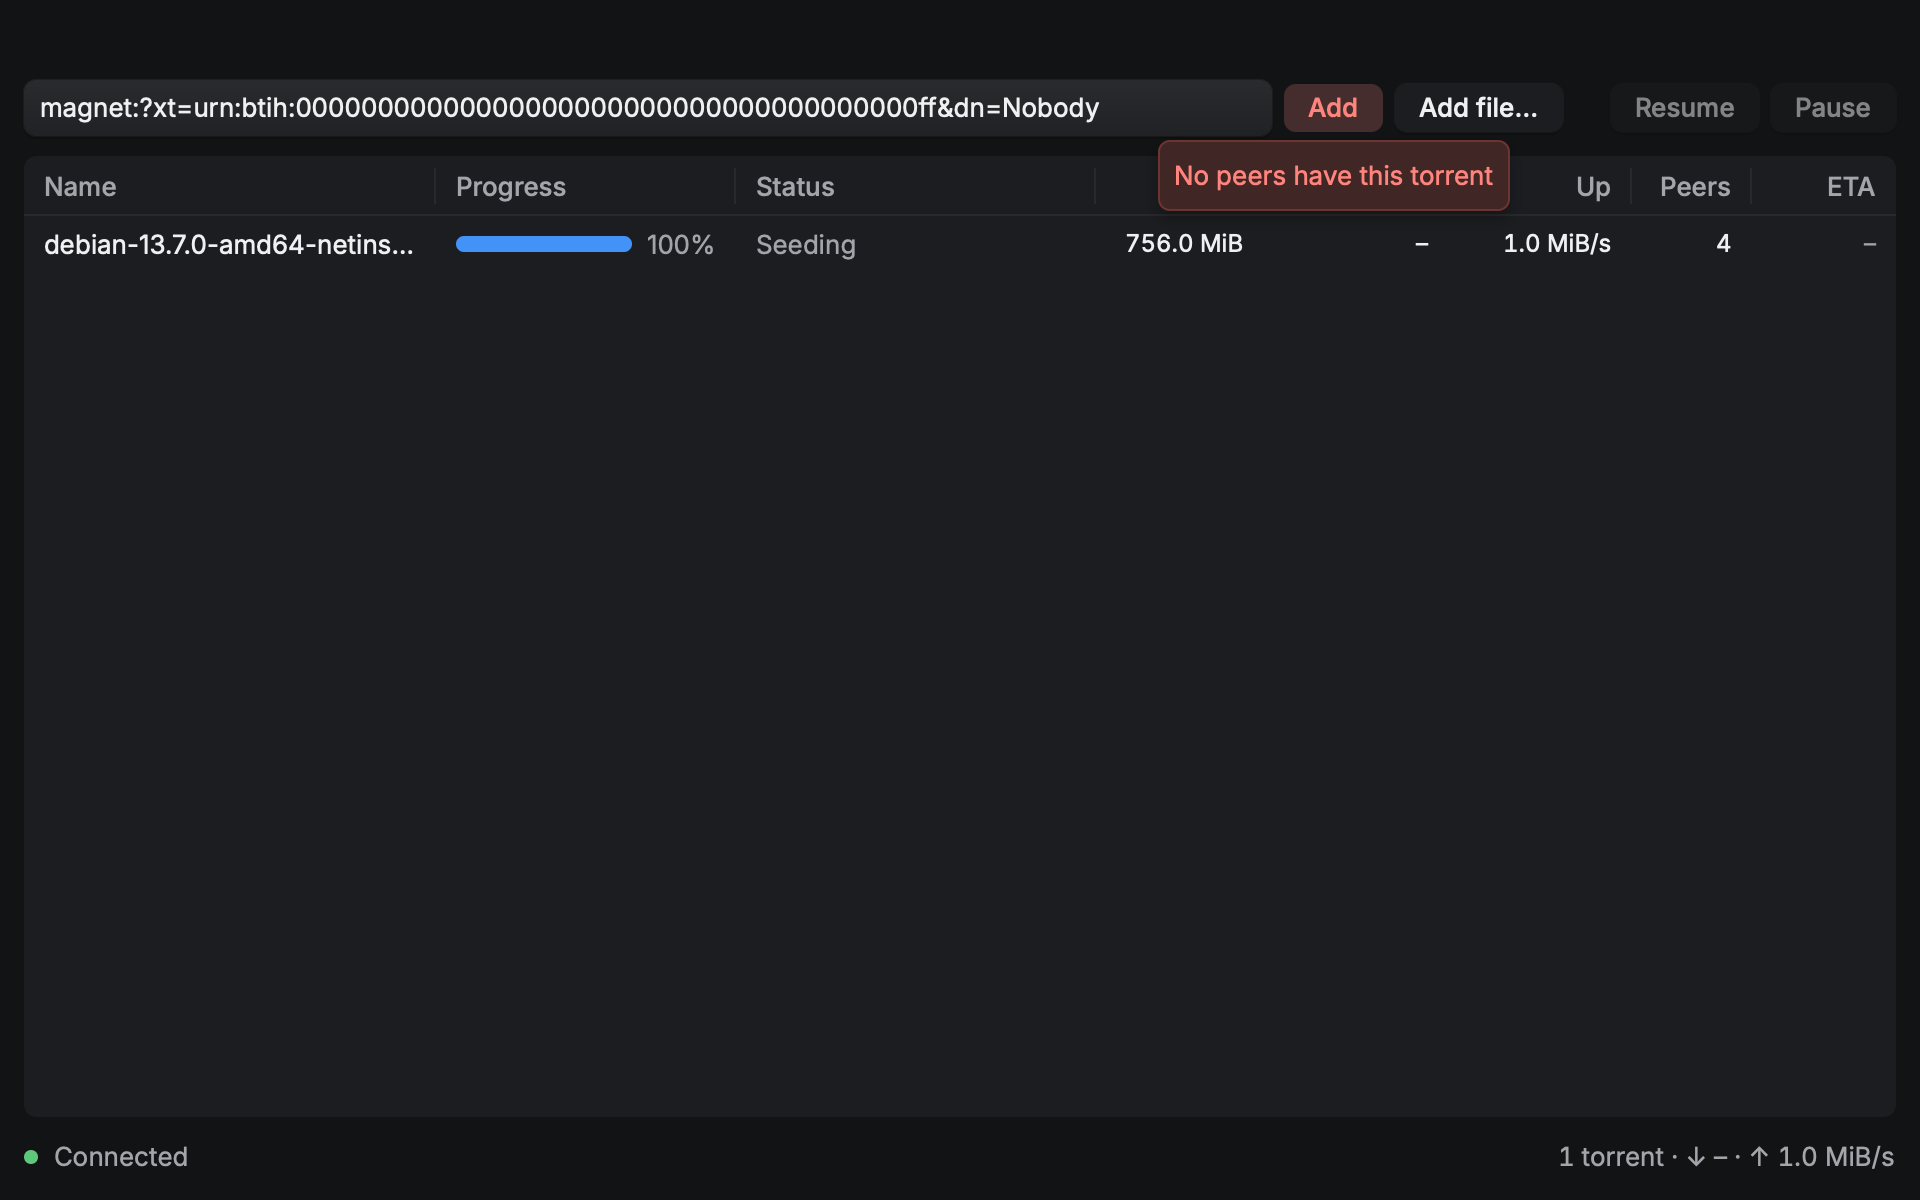 magnet:?xt=urn:btih:00000000000000000000000000000000000000ff&dn=Nobody Add Add file... Resume Pause
No peers have this torrent
Name Progress Status Up Peers ETA
debian-13.7.0-amd64-netins... 100% Seeding 756.0 MiB – 1.0 MiB/s 4 –
Connected 1 torrent · ↓ – · ↑ 1.0 MiB/s